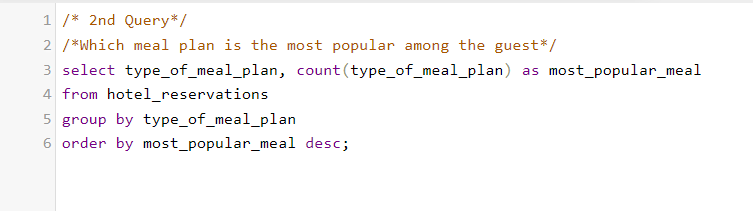 1 /* 2nd Query*/
2 /*Which meal plan is the most popular among the guest*/
3 select type_of_meal_plan, count(type_of_meal_plan) as most_popular_meal
4 from hotel_reservations
5 group by type_of_meal_plan
6 order by most_popular_meal desc;